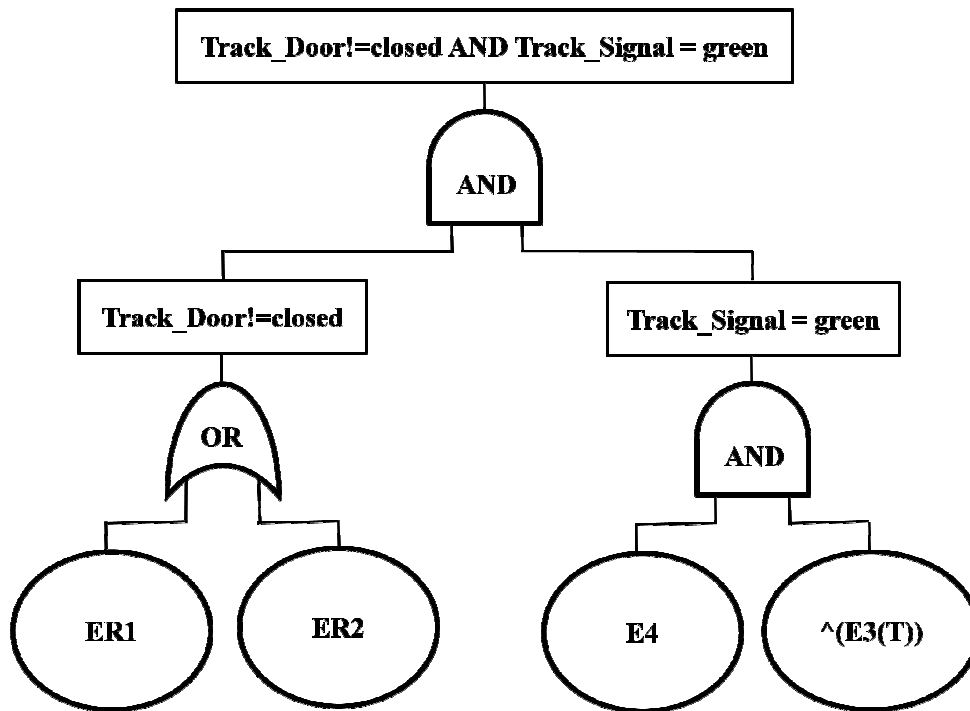 Track_Door!=closed AND Track_Signal = green
AND
Track_Door!=closed
Track_Signal = green
OR
AND
ER1
ER2
E4
^(E3(T))